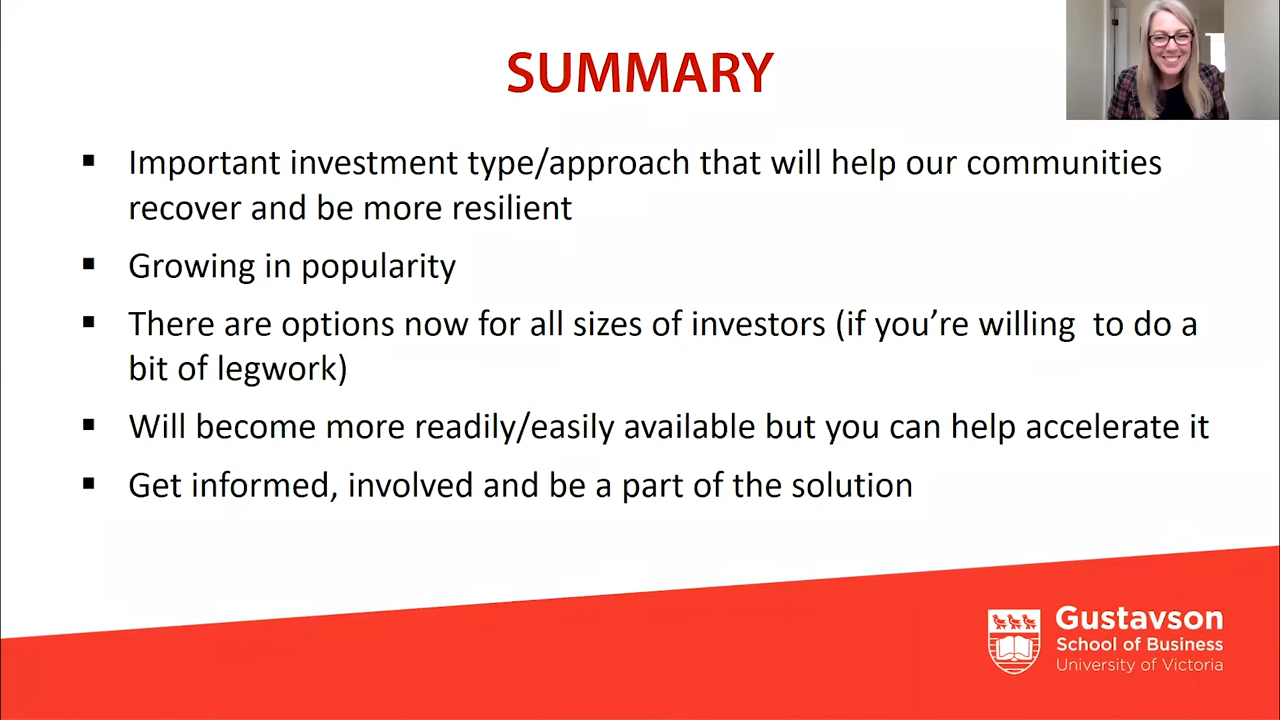 SUMMARY
▪ Important investment type/approach that will help our communities
recover and be more resilient
▪ Growing in popularity
▪ There are options now for all sizes of investors (if you’re willing  to do a
bit of legwork)
▪ Will become more readily/easily available but you can help accelerate it
▪ Get informed, involved and be a part of the solution
Gustavson
School of Business
University of Victoria